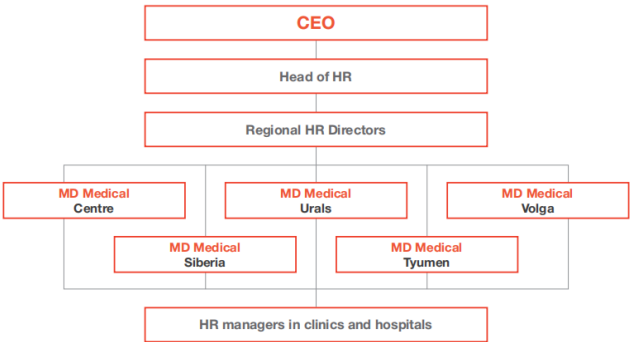 CEO
Head of HR
Regional HR Directors
MD Medical
Centre
MD Medical
Urals
MD Medical
Volga
MD Medical
Siberia
MD Medical
Tyumen
HR managers in clinics and hospitals